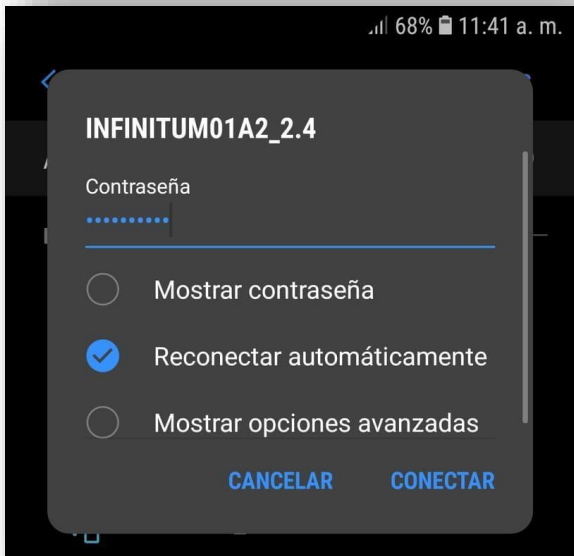 68% 11:41 a. m.
INFINITUM01A2_2.4
Contraseña
••••••••••
Mostrar contraseña
Reconectar automáticamente
Mostrar opciones avanzadas
CANCELAR CONECTAR